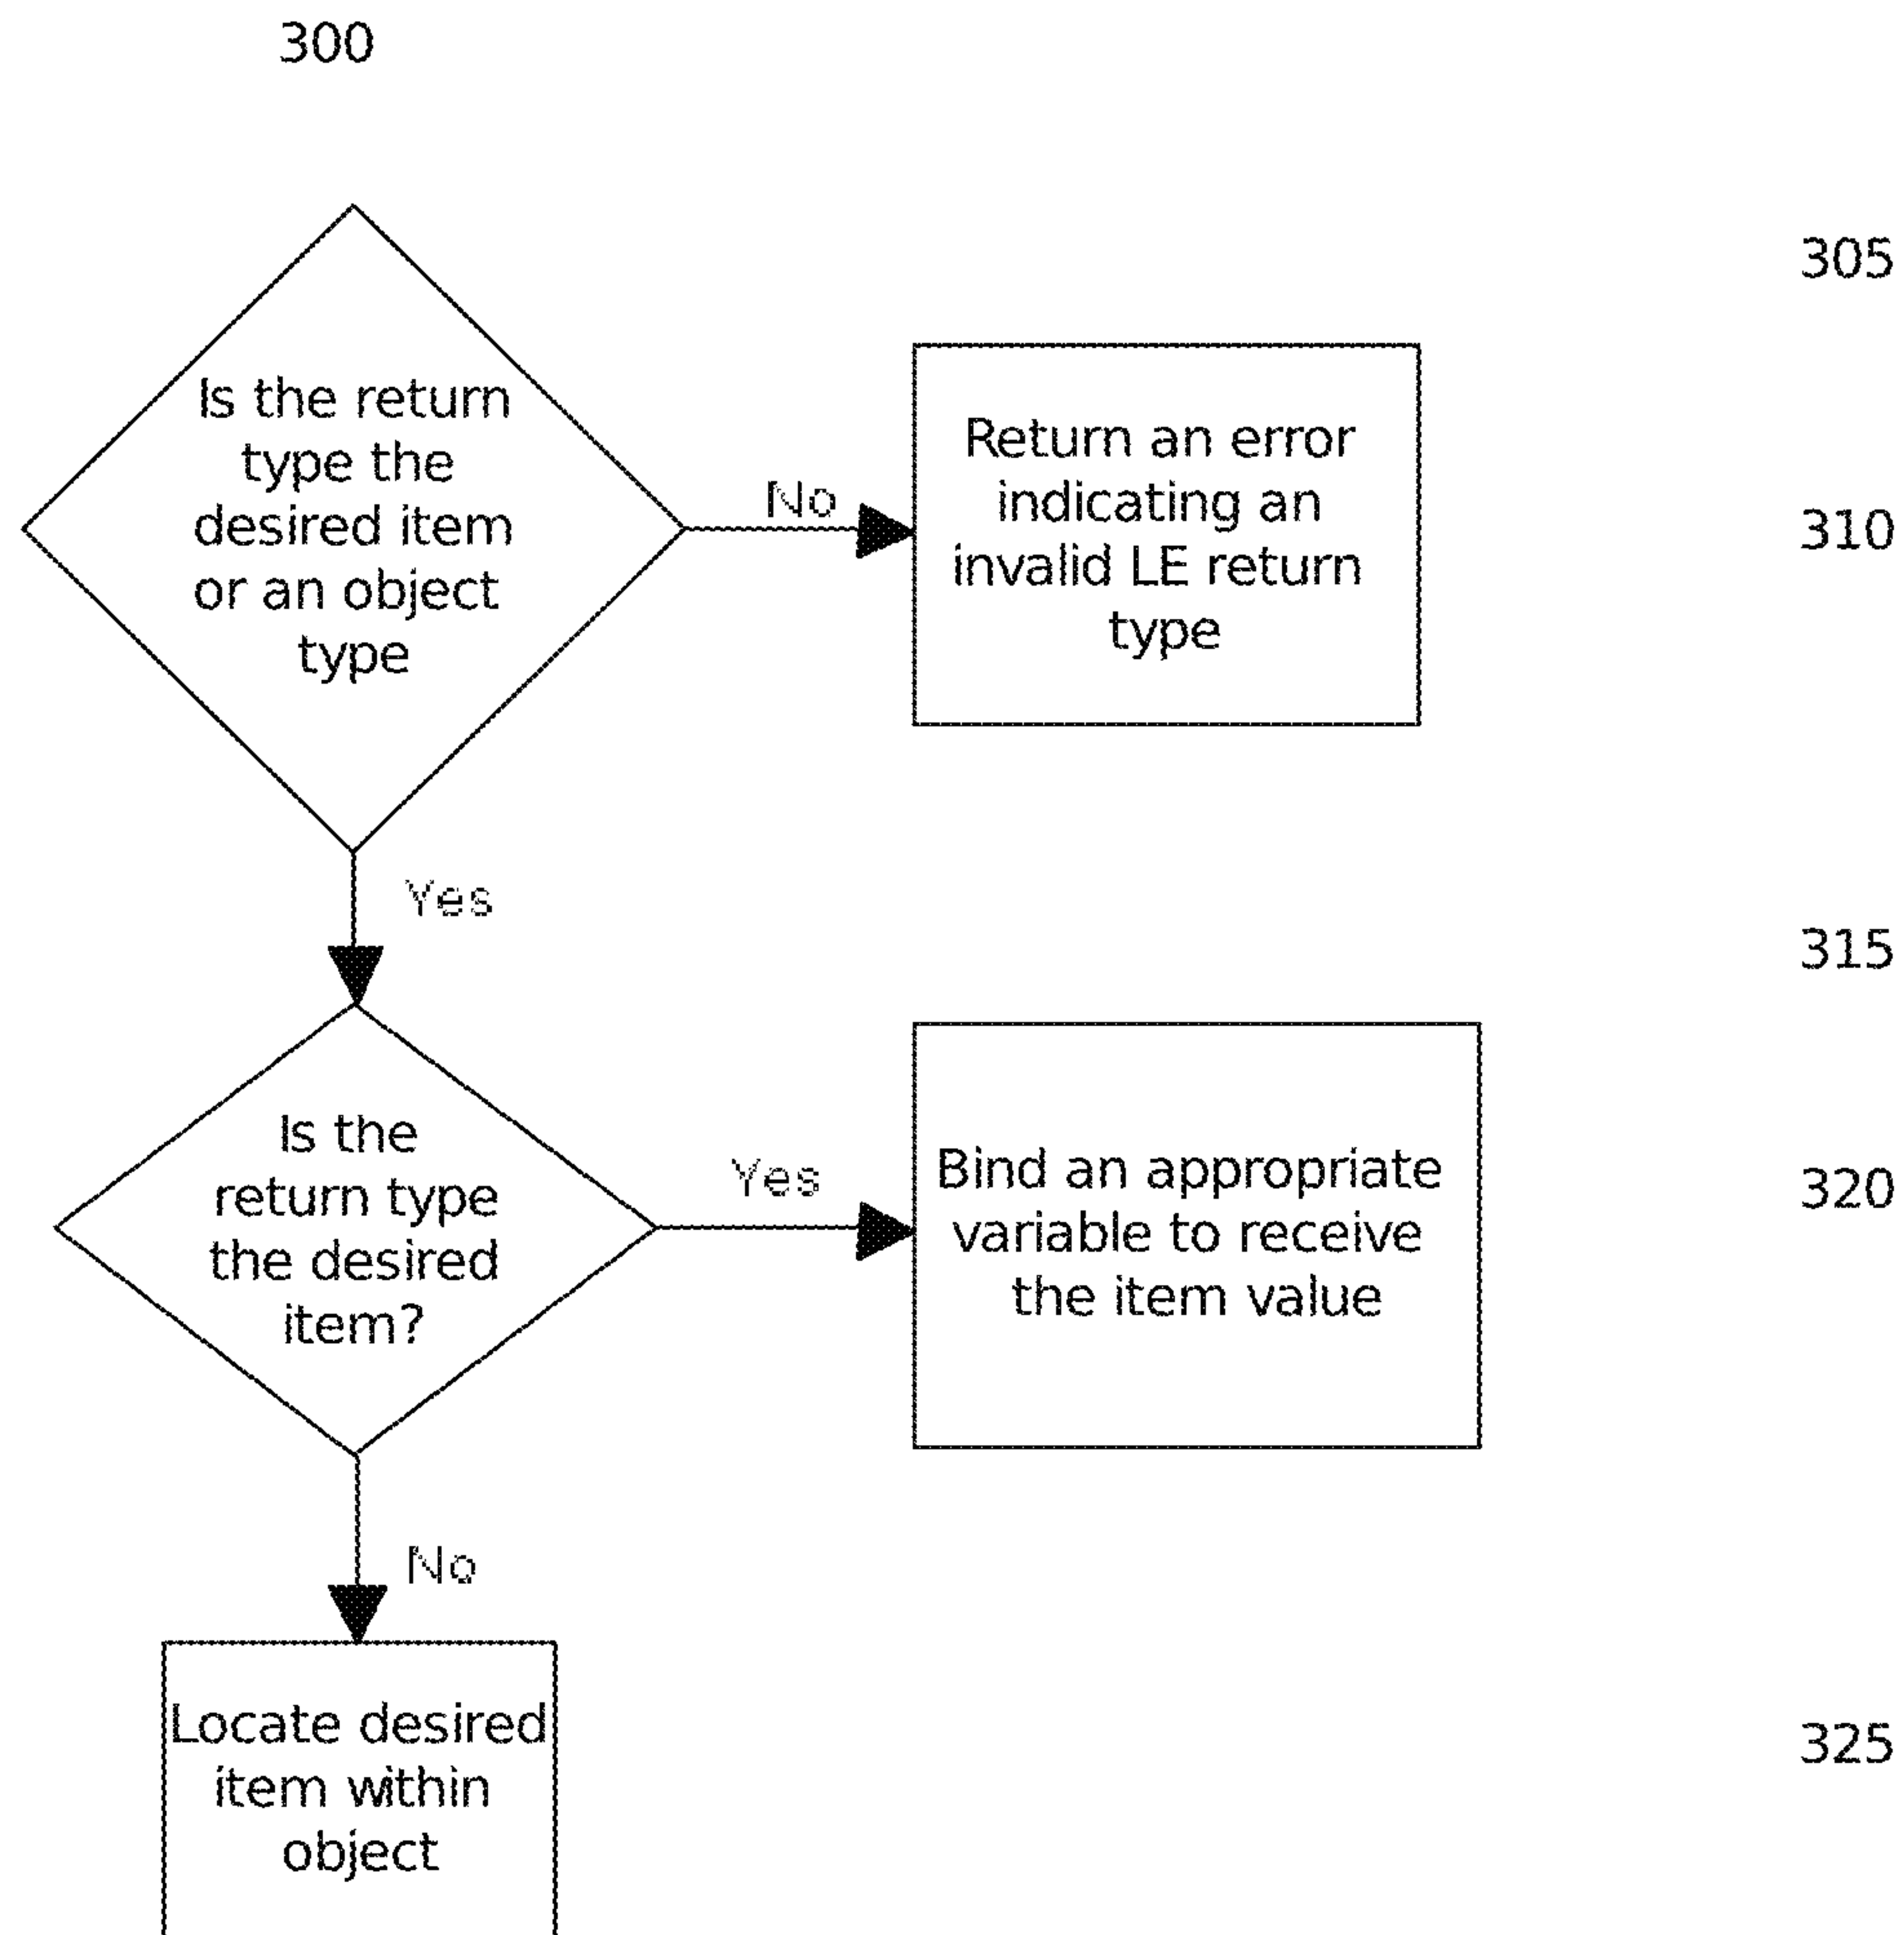 300
305
Is the return
type the
desired item
or an object
type
No
Return an error
indicating an
invalid LE return
type
310
Yes
315
Is the
return type
the desired
item?
Yes
Bind an appropriate
variable to receive
the item value
320
No
Locate desired
item within
object
325